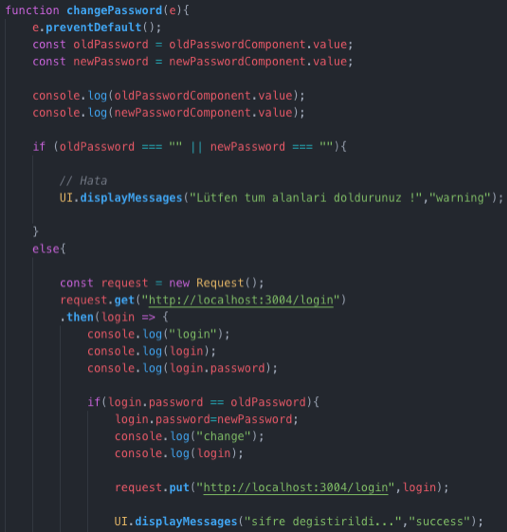 function changePassword(e){
e.preventDefault();
const oldPassword = oldPasswordComponent.value;
const newPassword = newPasswordComponent.value;
console.log(oldPasswordComponent.value);
console.log(newPasswordComponent.value);
if (oldPassword === "" || newPassword === ""){
// Hata
UI.displayMessages("Lütfen tum alanlari doldurunuz !","warning");
}
else{
const request = new Request();
request.get("http://localhost:3004/login")
.then(login => {
console.log("login");
console.log(login);
console.log(login.password);
if(login.password == oldPassword){
login.password=newPassword;
console.log("change");
console.log(login);
request.put("http://localhost:3004/login",login);
UI.displayMessages("sifre degistirildi...","success");